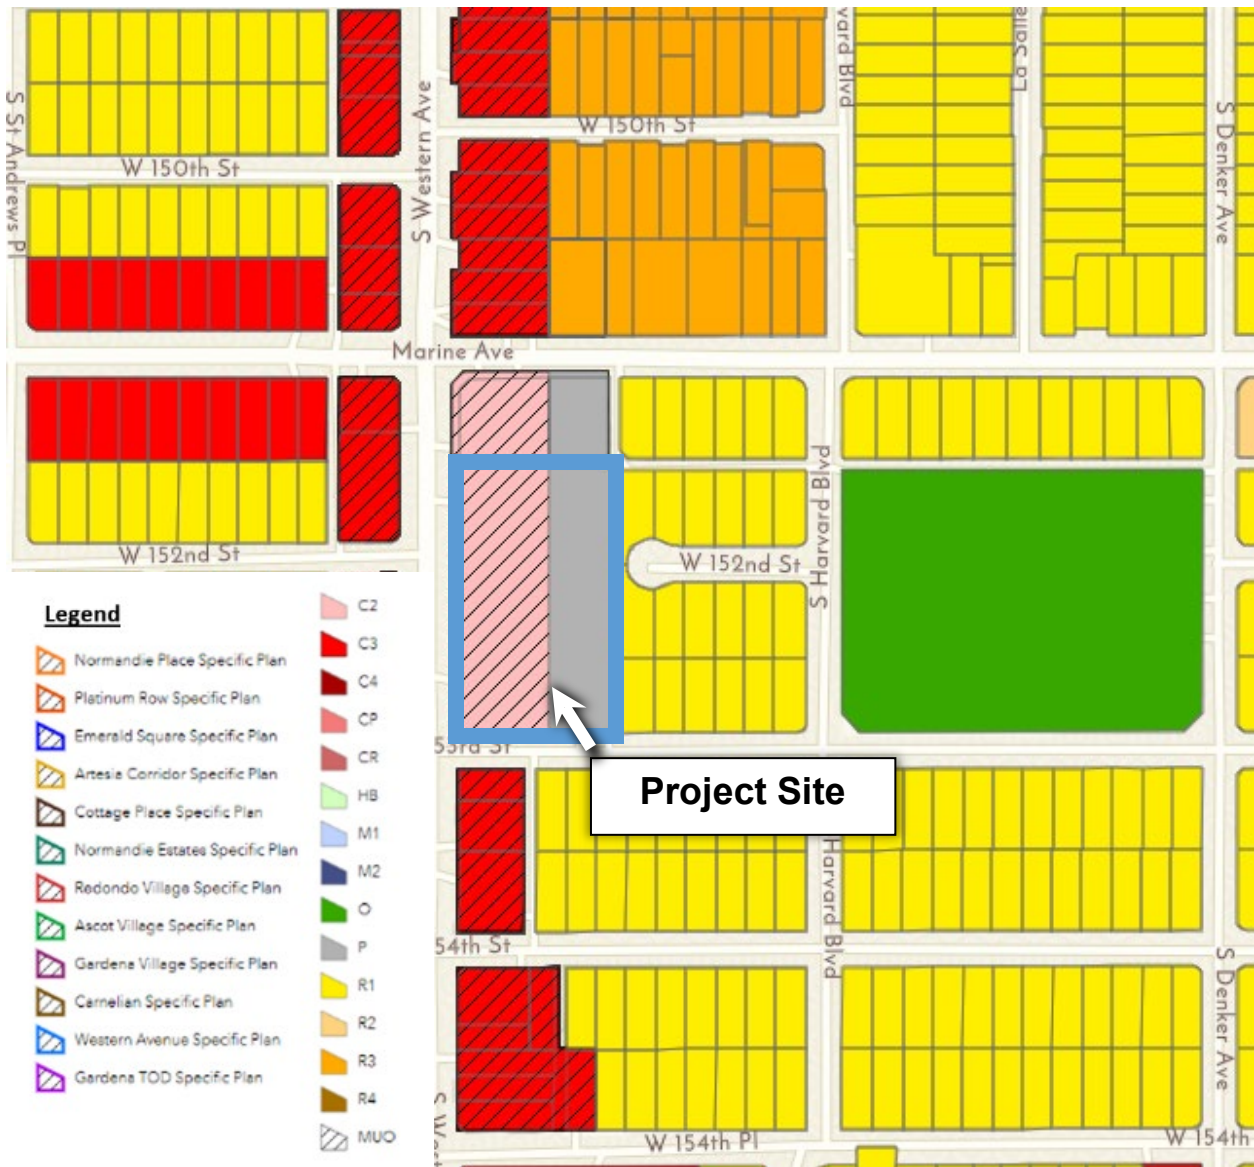 vard Blvd
La Salle
S St Andrews Pl
S Western Ave
W 150th St
S Denker Ave
W 150th St
Marine Ave
S Harvard Blvd
W 152nd St
W 152nd St
53rd St
Project Site
Legend
Normandie Place Specific Plan
Platinum Row Specific Plan
Emerald Square Specific Plan
Artesia Corridor Specific Plan
Cottage Place Specific Plan
Normandie Estates Specific Plan
Redondo Village Specific Plan
Ascot Village Specific Plan
Gardena Village Specific Plan
Carnelian Specific Plan
Western Avenue Specific Plan
Gardena TOD Specific Plan
C2
C3
C4
CP
CR
HB
M1
M2
O
P
R1
R2
R3
R4
MUO
Harvard Blvd
54th St
S Denker Ave
W 154th Pl
W 154th